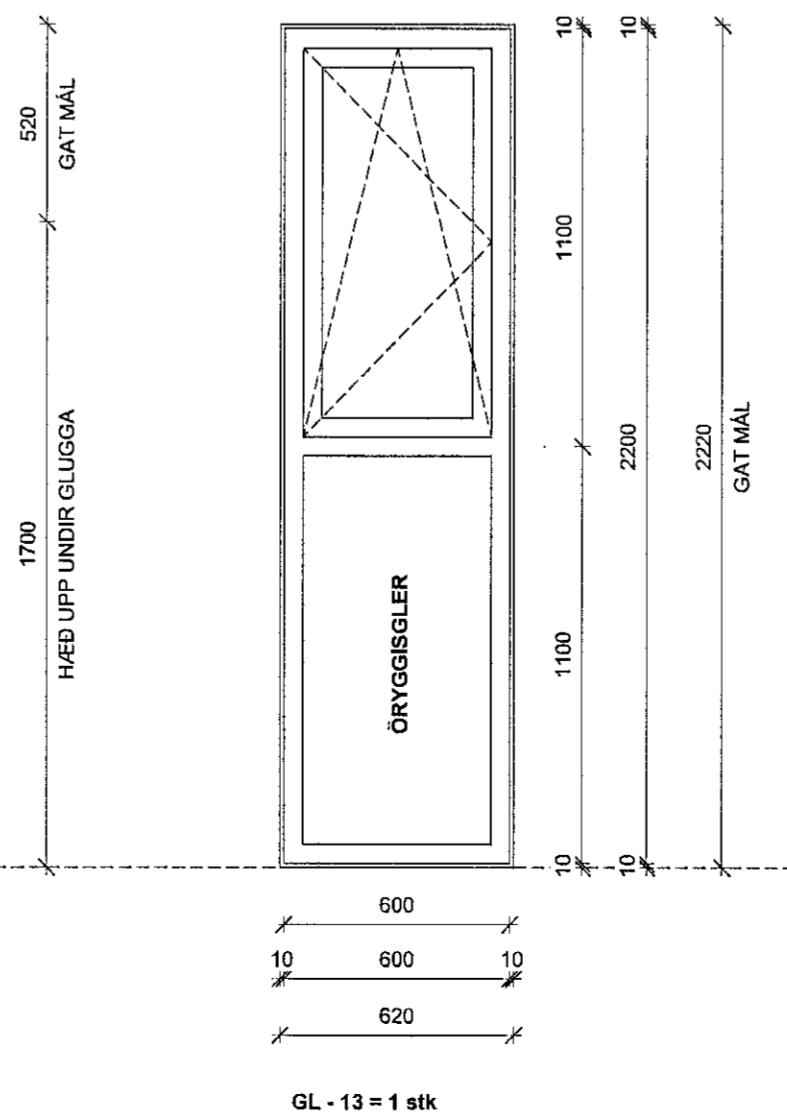 520
GAT MÁL
1700
HÆÐ UPP UNDIR GLUGGA
ÖRYGGISGLER
10
1100
1100
10
10
2200
10
2220
GAT MÁL
600
10 600 10
620
GL - 13 = 1 stk